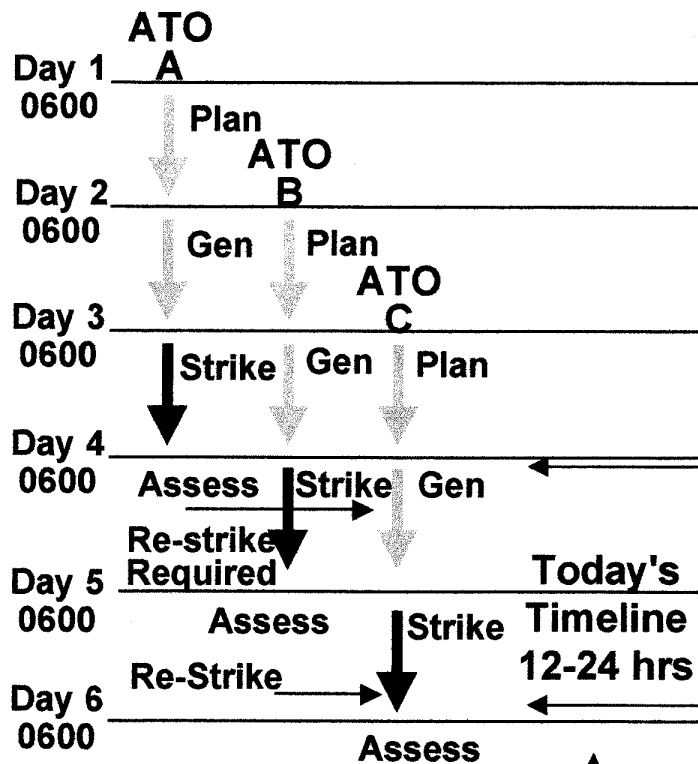 ATO
A
Day 1
0600
Plan
ATO
B
Day 2
0600
Gen
Plan
ATO
C
Day 3
0600
Strike
Gen
Plan
Day 4
0600
Assess
Strike
Gen
Re-strike
Required
Day 5
0600
Today's
Timeline
12-24 hrs
Assess
Strike
Re-Strike
Day 6
0600
Assess